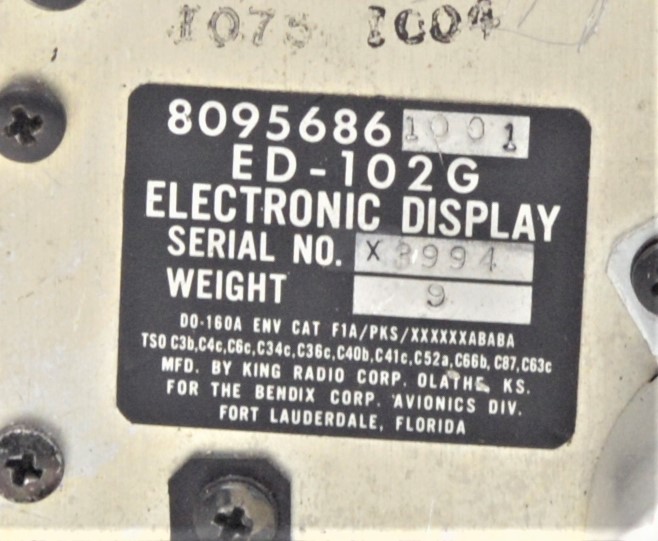 1075 1004
8095686 1001
ED-102G
ELECTRONIC DISPLAY
SERIAL NO. X 3994
WEIGHT 9
DO-160A ENV CAT F1A/PKS/XXXXXXABABA
TSO C3b,C4c,C6c,C34c,C36c,C40b,C41c,C52a,C66b,C87,C63c
MFD. BY KING RADIO CORP. OLATHE, KS.
FOR THE BENDIX CORP. AVIONICS DIV.
FORT LAUDERDALE, FLORIDA